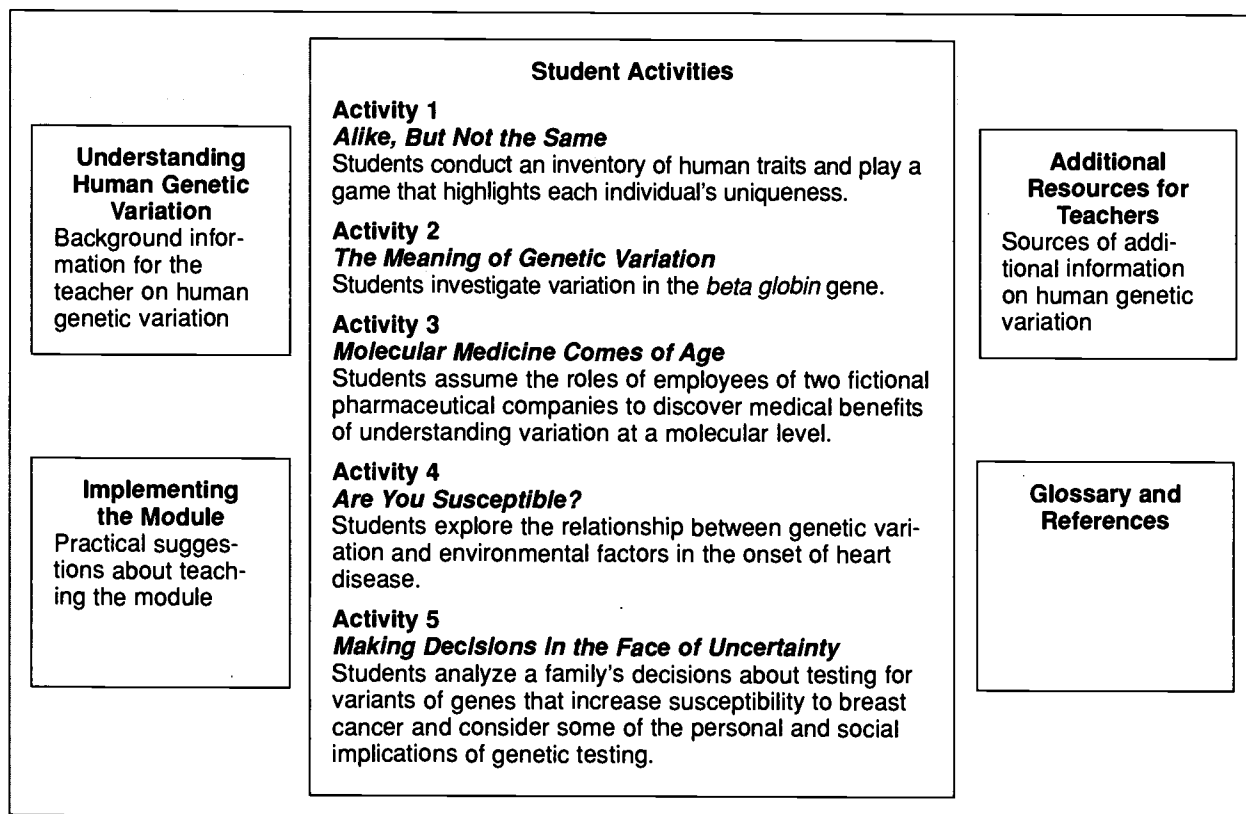 Understanding
Human Genetic
Variation
Background infor-
mation for the
teacher on human
genetic variation
Implementing
the Module
Practical sugges-
tions about teach-
ing the module
Student Activities
Activity 1
Alike, But Not the Same
Students conduct an inventory of human traits and play a
game that highlights each individual's uniqueness.
Activity 2
The Meaning of Genetic Variation
Students investigate variation in the beta globin gene.
Activity 3
Molecular Medicine Comes of Age
Students assume the roles of employees of two fictional
pharmaceutical companies to discover medical benefits
of understanding variation at a molecular level.
Activity 4
Are You Susceptible?
Students explore the relationship between genetic vari-
ation and environmental factors in the onset of heart
disease.
Activity 5
Making Decisions in the Face of Uncertainty
Students analyze a family's decisions about testing for
variants of genes that increase susceptibility to breast
cancer and consider some of the personal and social
implications of genetic testing.
Additional
Resources for
Teachers
Sources of addi-
tional information
on human genetic
variation
Glossary and
References